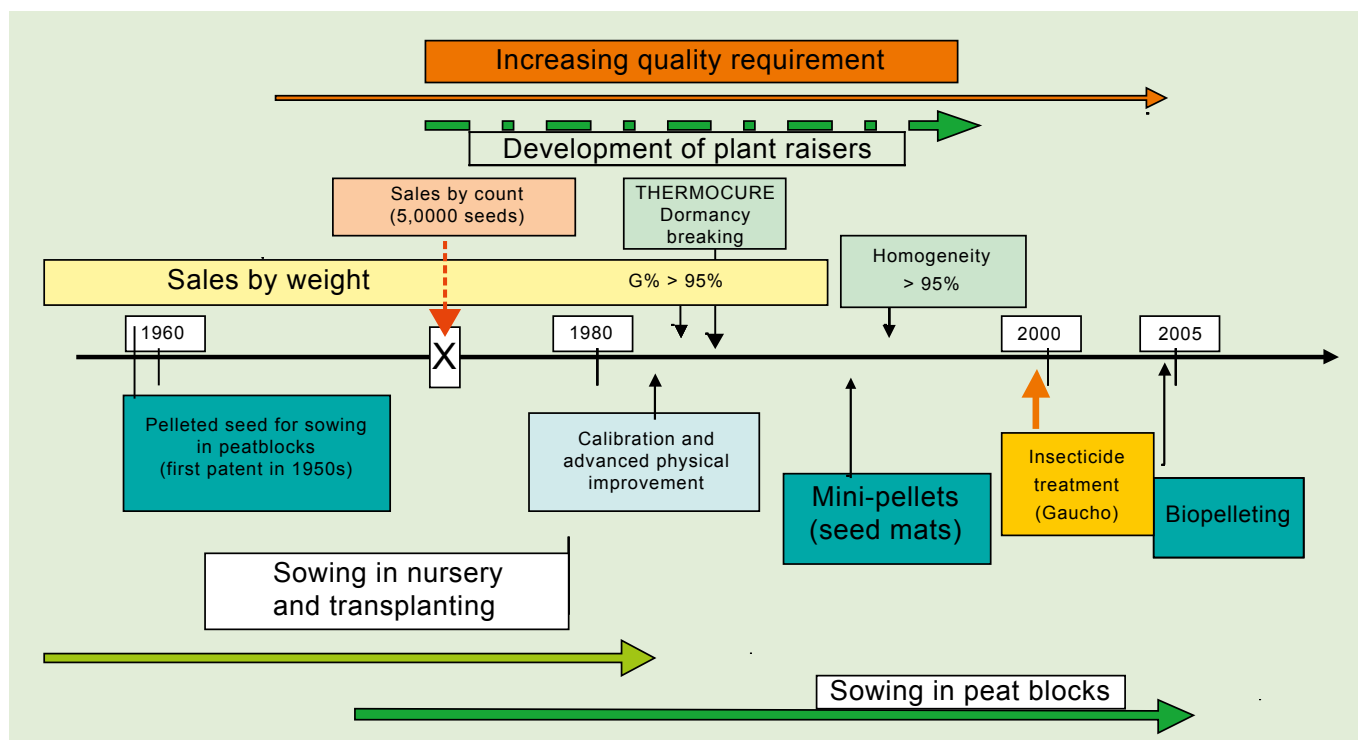 Increasing quality requirement
Development of plant raisers
Sales by count
(5,0000 seeds)
THERMOCURE
Dormancy
breaking
Sales by weight
G% > 95%
Homogeneity
> 95%
1960
X
1980
2000
2005
Pelleted seed for sowing
in peatblocks
(first patent in 1950s)
Calibration and
advanced physical
improvement
Mini-pellets
(seed mats)
Insecticide
treatment
(Gaucho)
Biopelleting
Sowing in nursery
and transplanting
Sowing in peat blocks